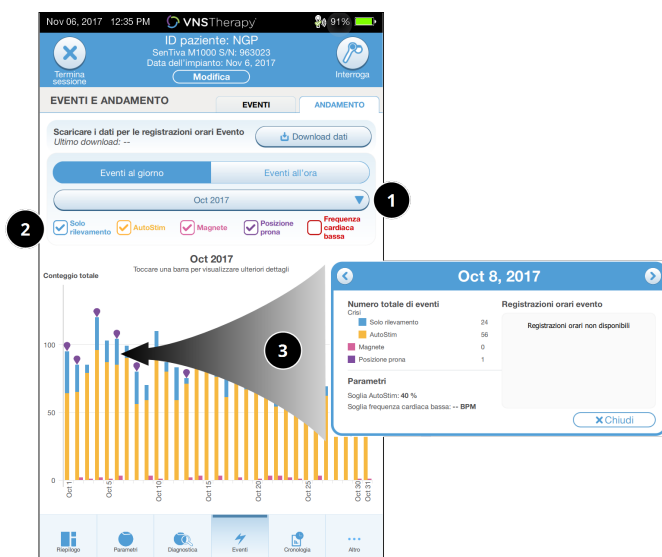 Nov 06, 2017 12:35 PM VNSTherapy 91%
ID paziente: NGP
SenTiva M1000 S/N: 963023
Data dell'impianto: Nov 6, 2017
Termina sessione
Modifica
Interroga
EVENTI E ANDAMENTO
EVENTI
ANDAMENTO
Scaricare i dati per le registrazioni orari Evento
Ultimo download: --
Download dati
Eventi al giorno
Eventi all'ora
Oct 2017
1
2
Solo rilevamento
AutoStim
Magnete
Posizione prona
Frequenza cardiaca bassa
Oct 2017
Toccare una barra per visualizzare ulteriori dettagli
Conteggio totale
100
50
0
Oct 1
Oct 5
Oct 10
Oct 15
Oct 20
Oct 25
Oct 30
Oct 31
3
Oct 8, 2017
Numero totale di eventi
Crisi
Solo rilevamento 24
AutoStim 56
Magnete 0
Posizione prona 1
Parametri
Soglia AutoStim: 40 %
Soglia frequenza cardiaca bassa: -- BPM
Registrazioni orari evento
Registrazioni orari non disponibili
Chiudi
Riepilogo
Parametri
Diagnostica
Eventi
Cronologia
Altro